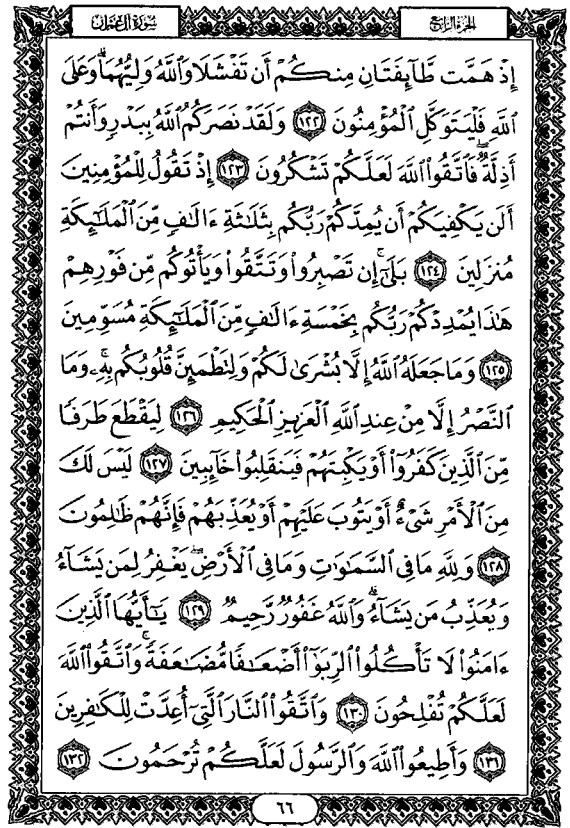 سورة آل عمران
الجزء الرابع
إِذْ هَمَّت طَّآئِفَتَانِ مِنكُمْ أَن تَفْشَلَا وَٱللَّهُ وَلِيُّهُمَا ۗ وَعَلَى
ٱللَّهِ فَلْيَتَوَكَّلِ ٱلْمُؤْمِنُونَ ١٢٢ وَلَقَدْ نَصَرَكُمُ ٱللَّهُ بِبَدْرٍ وَأَنتُمْ
أَذِلَّةٌ ۖ فَٱتَّقُوا۟ ٱللَّهَ لَعَلَّكُمْ تَشْكُرُونَ ١٢٣ إِذْ تَقُولُ لِلْمُؤْمِنِينَ
أَلَن يَكْفِيَكُمْ أَن يُمِدَّكُمْ رَبُّكُم بِثَلَـٰثَةِ ءَالَـٰفٍ مِّنَ ٱلْمَلَـٰٓئِكَةِ
مُنزَلِينَ ١٢٤ بَلَىٰٓ ۚ إِن تَصْبِرُوا۟ وَتَتَّقُوا۟ وَيَأْتُوكُم مِّن فَوْرِهِمْ
هَـٰذَا يُمْدِدْكُمْ رَبُّكُم بِخَمْسَةِ ءَالَـٰفٍ مِّنَ ٱلْمَلَـٰٓئِكَةِ مُسَوِّمِينَ
١٢٥ وَمَا جَعَلَهُ ٱللَّهُ إِلَّا بُشْرَىٰ لَكُمْ وَلِتَطْمَئِنَّ قُلُوبُكُم بِهِۦ ۗ وَمَا
ٱلنَّصْرُ إِلَّا مِنْ عِندِ ٱللَّهِ ٱلْعَزِيزِ ٱلْحَكِيمِ ١٢٦ لِيَقْطَعَ طَرَفًا
مِّنَ ٱلَّذِينَ كَفَرُوٓا۟ أَوْ يَكْبِتَهُمْ فَيَنقَلِبُوا۟ خَآئِبِينَ ١٢٧ لَيْسَ لَكَ
مِنَ ٱلْأَمْرِ شَىْءٌ أَوْ يَتُوبَ عَلَيْهِمْ أَوْ يُعَذِّبَهُمْ فَإِنَّهُمْ ظَـٰلِمُونَ
١٢٨ وَلِلَّهِ مَا فِى ٱلسَّمَـٰوَٰتِ وَمَا فِى ٱلْأَرْضِ ۚ يَغْفِرُ لِمَن يَشَآءُ
وَيُعَذِّبُ مَن يَشَآءُ ۚ وَٱللَّهُ غَفُورٌ رَّحِيمٌ ١٢٩ يَـٰٓأَيُّهَا ٱلَّذِينَ
ءَامَنُوا۟ لَا تَأْكُلُوا۟ ٱلرِّبَوٰٓا۟ أَضْعَـٰفًا مُّضَـٰعَفَةً ۖ وَٱتَّقُوا۟ ٱللَّهَ
لَعَلَّكُمْ تُفْلِحُونَ ١٣٠ وَٱتَّقُوا۟ ٱلنَّارَ ٱلَّتِىٓ أُعِدَّتْ لِلْكَـٰفِرِينَ
١٣١ وَأَطِيعُوا۟ ٱللَّهَ وَٱلرَّسُولَ لَعَلَّكُمْ تُرْحَمُونَ ١٣٢
٦٦